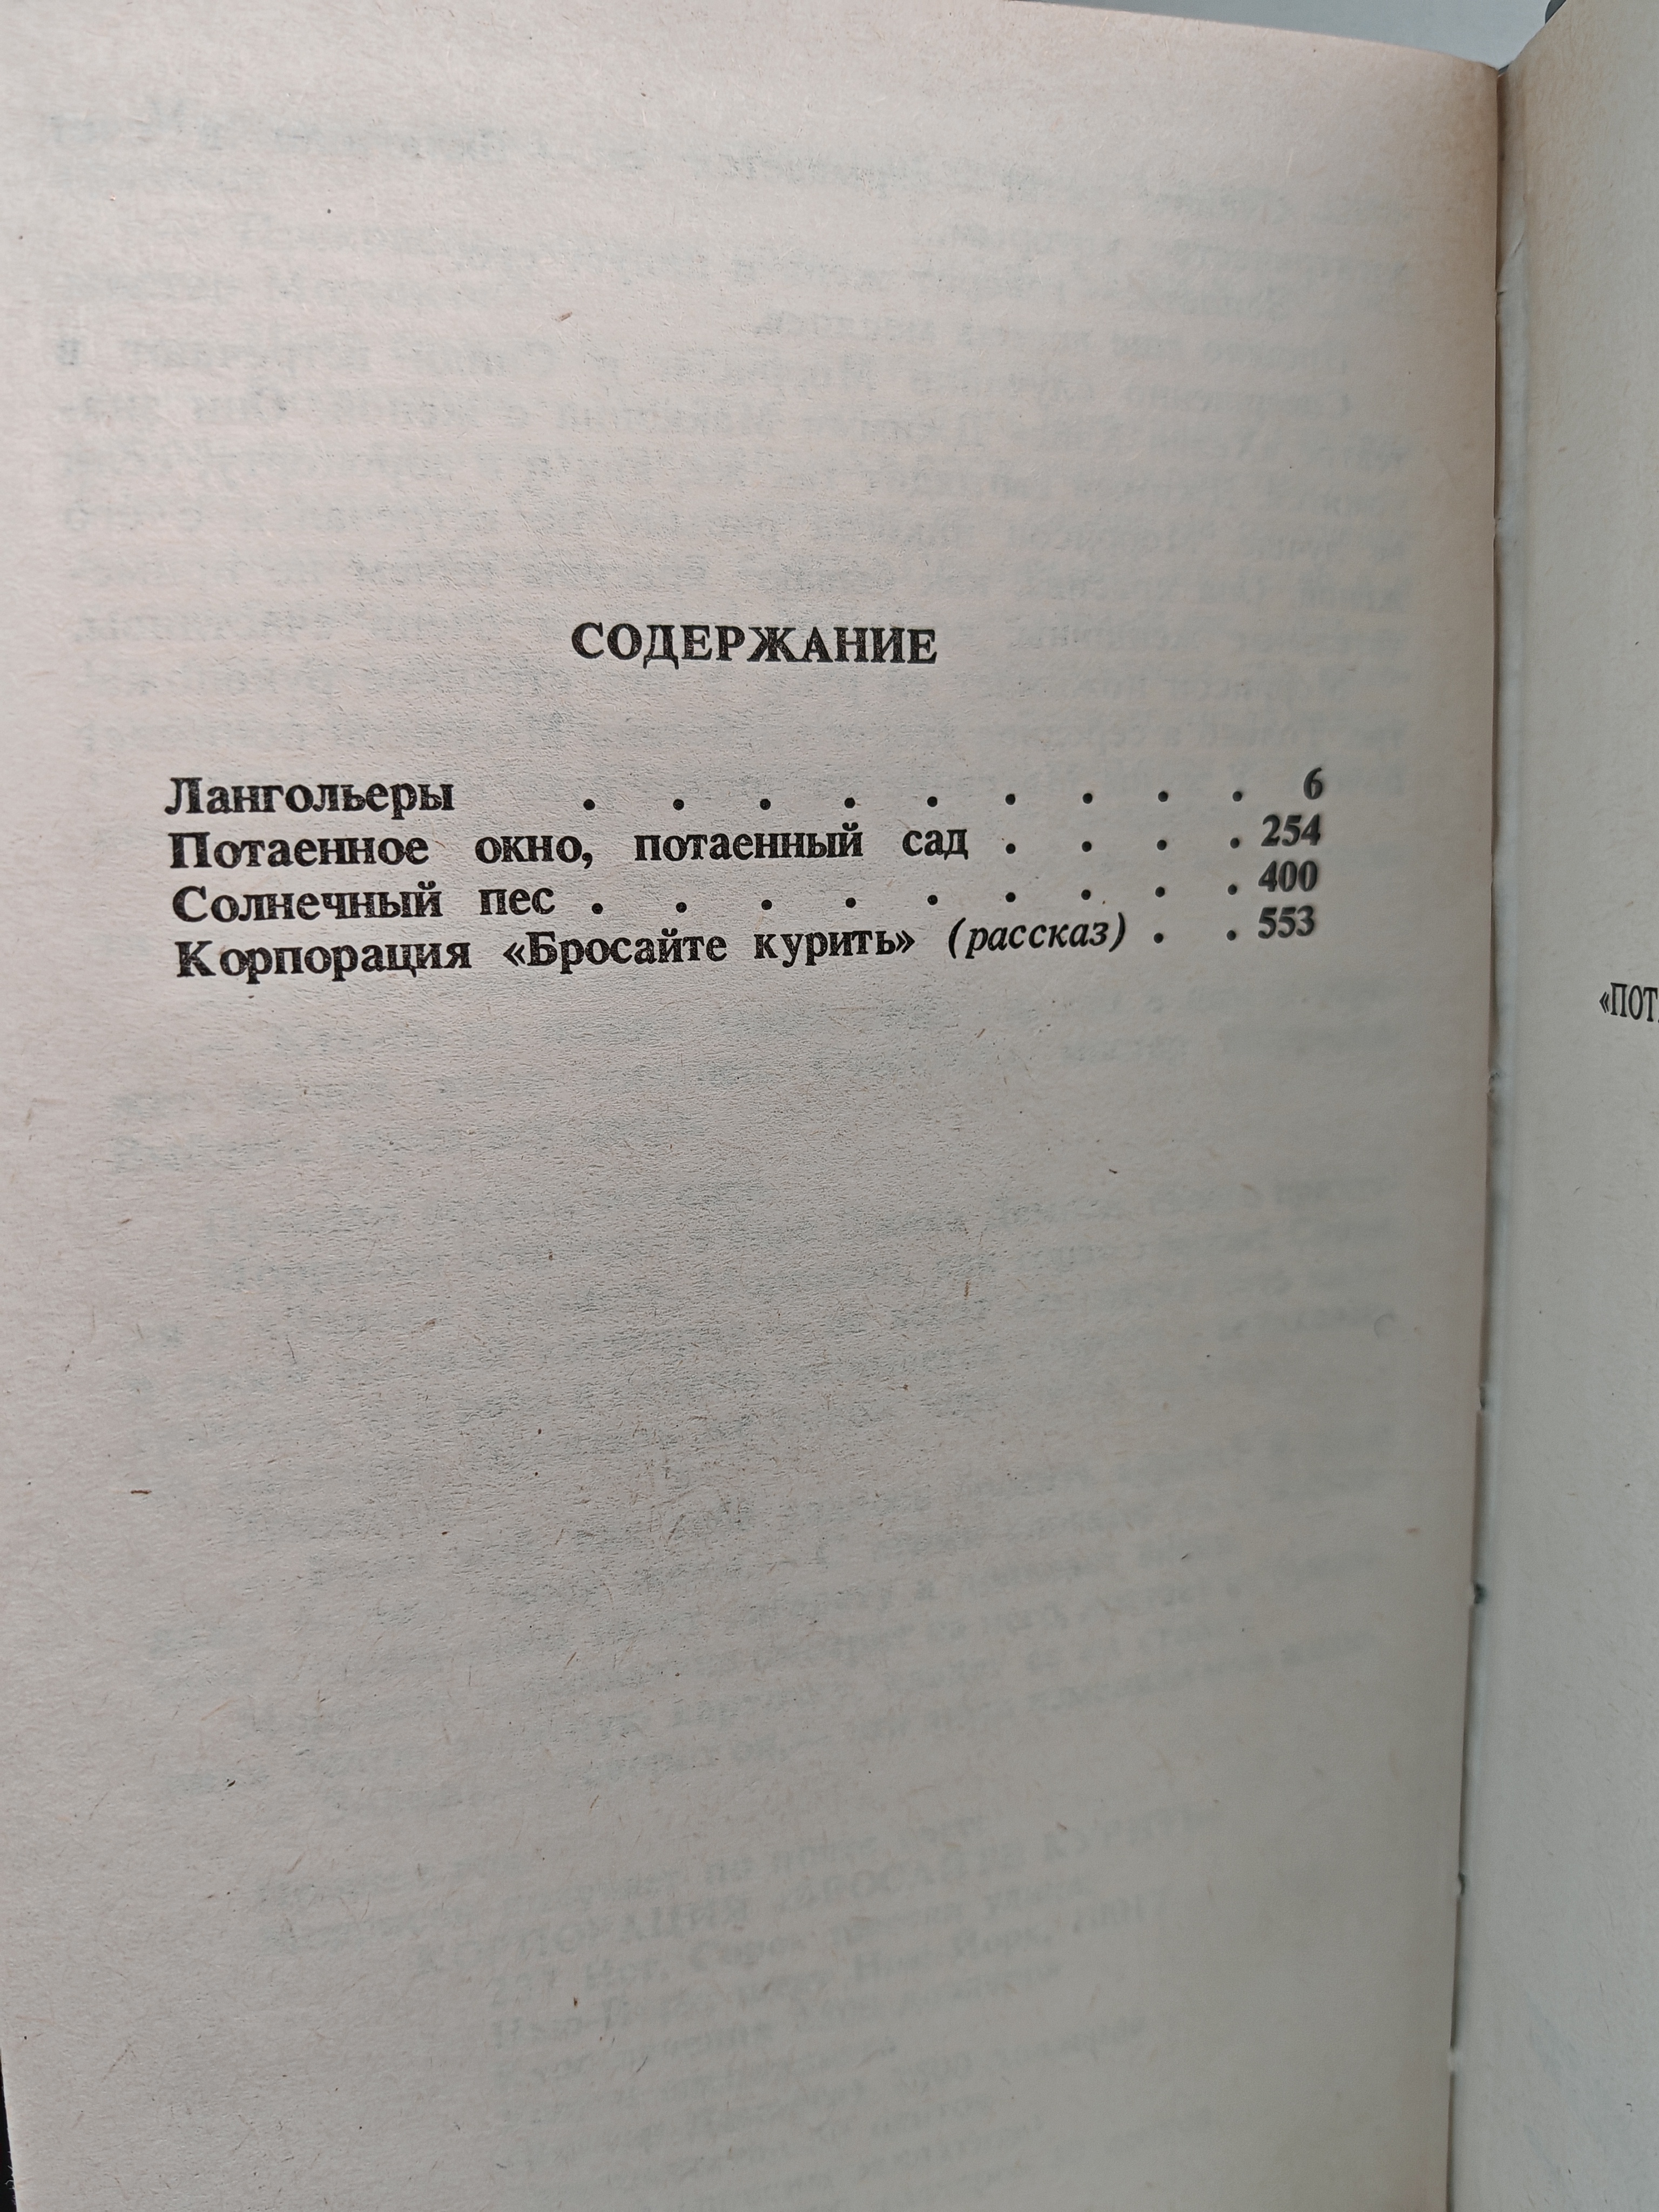 СОДЕРЖАНИЕ
Лангольеры . . . . . . . . . 6
Потаенное окно, потаенный сад . . . . 254
Солнечный пес . . . . . . . . . 400
Корпорация «Бросайте курить» (рассказ) . . 553